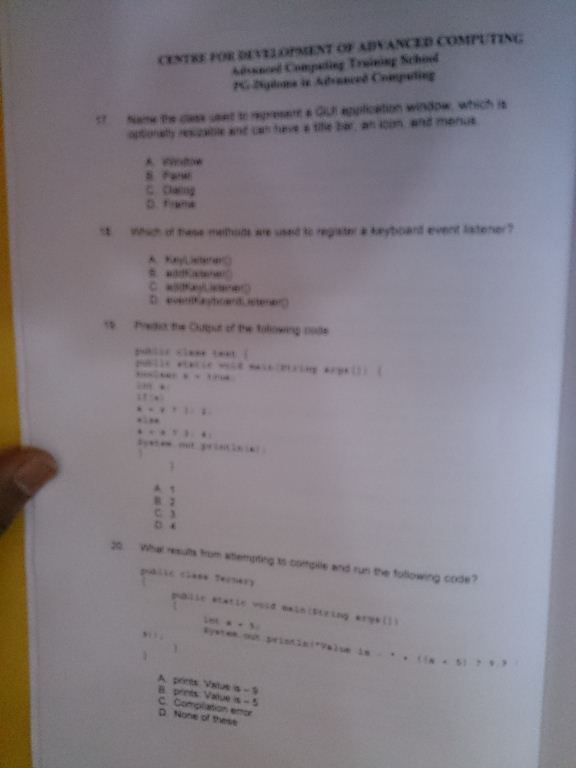 CENTRE FOR DEVELOPMENT OF ADVANCED COMPUTING
Advanced Computing Training School
PG-Diploma in Advanced Computing
17. Name the class used to represent a GUI application window, which is
optionally resizable and can have a title bar, an icon, and menus.
A. Window
B. Panel
C. Dialog
D. Frame
18. Which of these methods are used to register a keyboard event listener?
A. KeyListener()
B.
C. addKeyListener()
D. eventKeyboardListener()
19. Predict the Output of the following code
public class test {
public static void main(String args[]) {
boolean = true;
int a;
if(
a = ? 1: 2;
else
a = ? 3: 4;
System.out.println(a);
}
}
A. 1
B. 2
C. 3
D. 4
20. What results from attempting to compile and run the following code?
public class Ternary
{
public static void main(String args[])
{
int a = 5;
System.out.println("Value is - " + ((a < 5) ? 9.9 :
9));
}
}
A. prints: Value is - 9
B. prints: Value is - 5
C. Compilation error
D. None of these